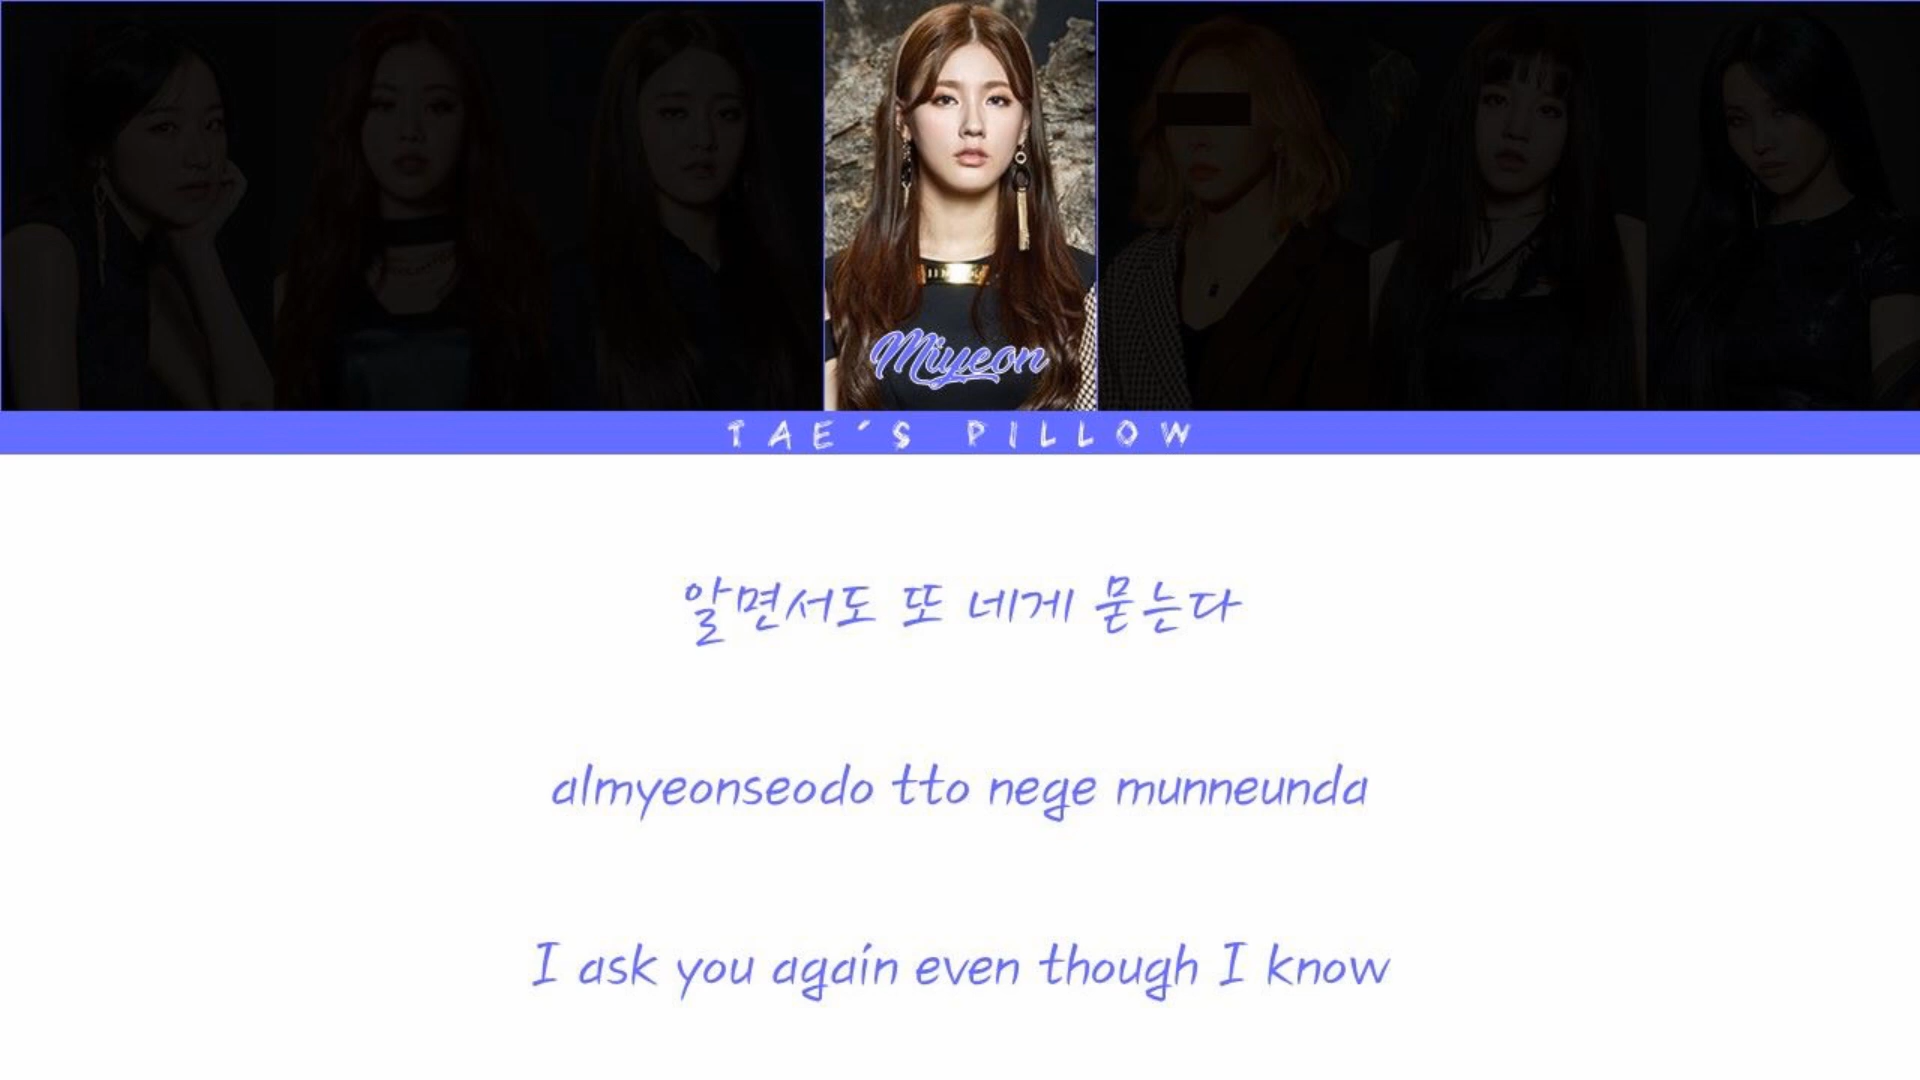 Miyeon
TAE´S PILLOW
알면서도 또 네게 묻는다
almyeonseodo tto nege munneunda
I ask you again even though I know